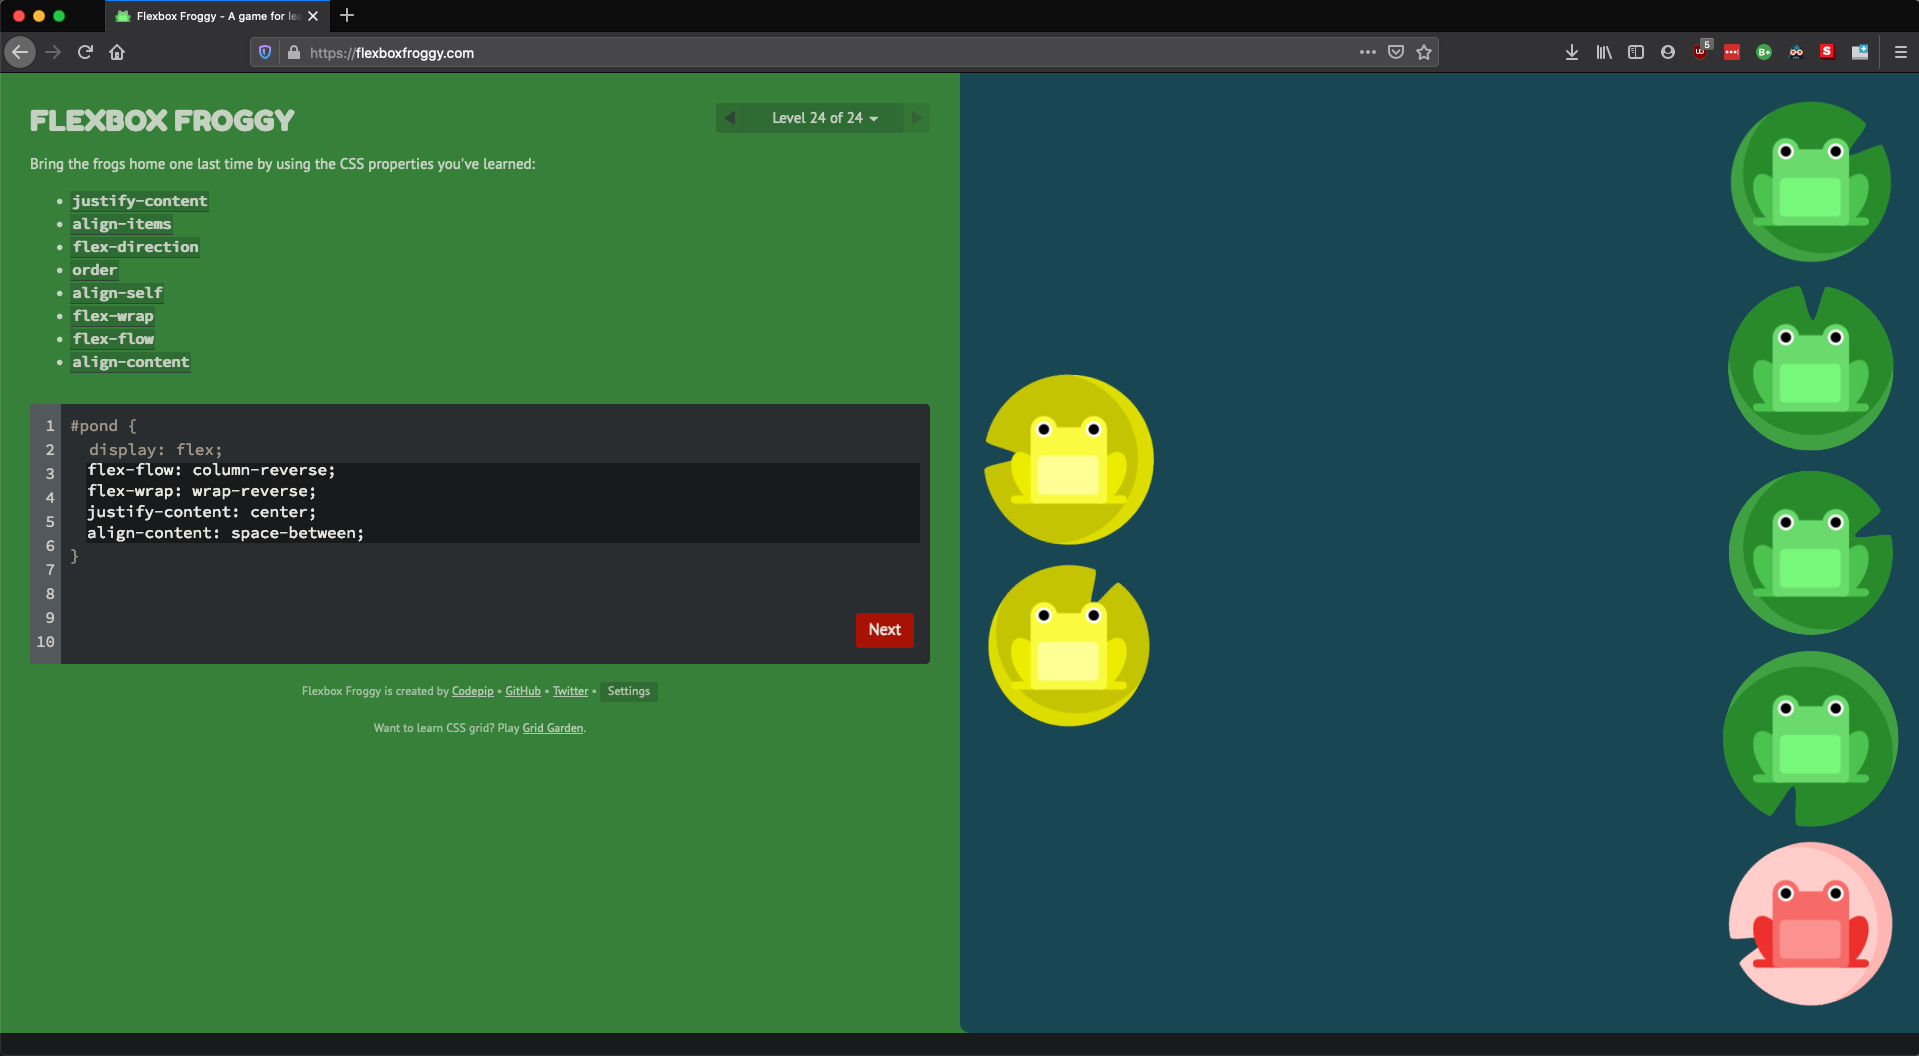 Flexbox Froggy - A game for le
https://flexboxfroggy.com
5
B+
S
FLEXBOX FROGGY
Level 24 of 24
Bring the frogs home one last time by using the CSS properties you've learned:
• justify-content
• align-items
• flex-direction
• order
• align-self
• flex-wrap
• flex-flow
• align-content
1 #pond {
2 display: flex;
3 flex-flow: column-reverse;
4 flex-wrap: wrap-reverse;
5 justify-content: center;
6 align-content: space-between;
7 }
8
9
10
Next
Flexbox Froggy is created by Codepip • GitHub • Twitter • Settings
Want to learn CSS grid? Play Grid Garden.